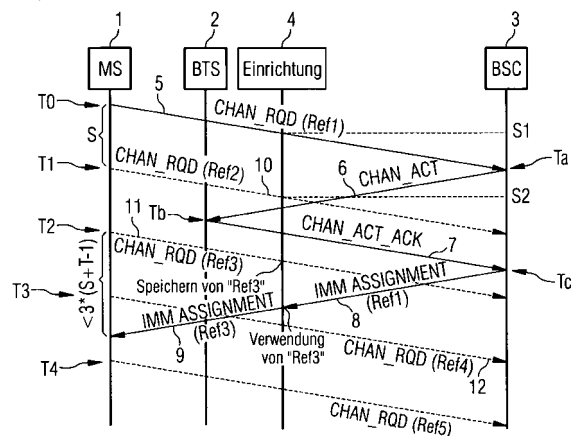 1
2
4
3
MS
BTS
Einrichtung
BSC
T0
5
CHAN_RQD (Ref1)
S1
S
T1
CHAN_RQD (Ref2)
10
6
CHAN_ACT
Ta
S2
Tb
T2
11
CHAN_RQD (Ref3)
CHAN_ACT_ACK
7
Speichern von "Ref3"
Tc
T3
<3*(S+T-1)
IMM ASSIGNMENT
(Ref3)
9
IMM ASSIGNMENT
(Ref1)
8
Verwendung
von "Ref3"
CHAN_RQD (Ref4)
12
T4
CHAN_RQD (Ref5)